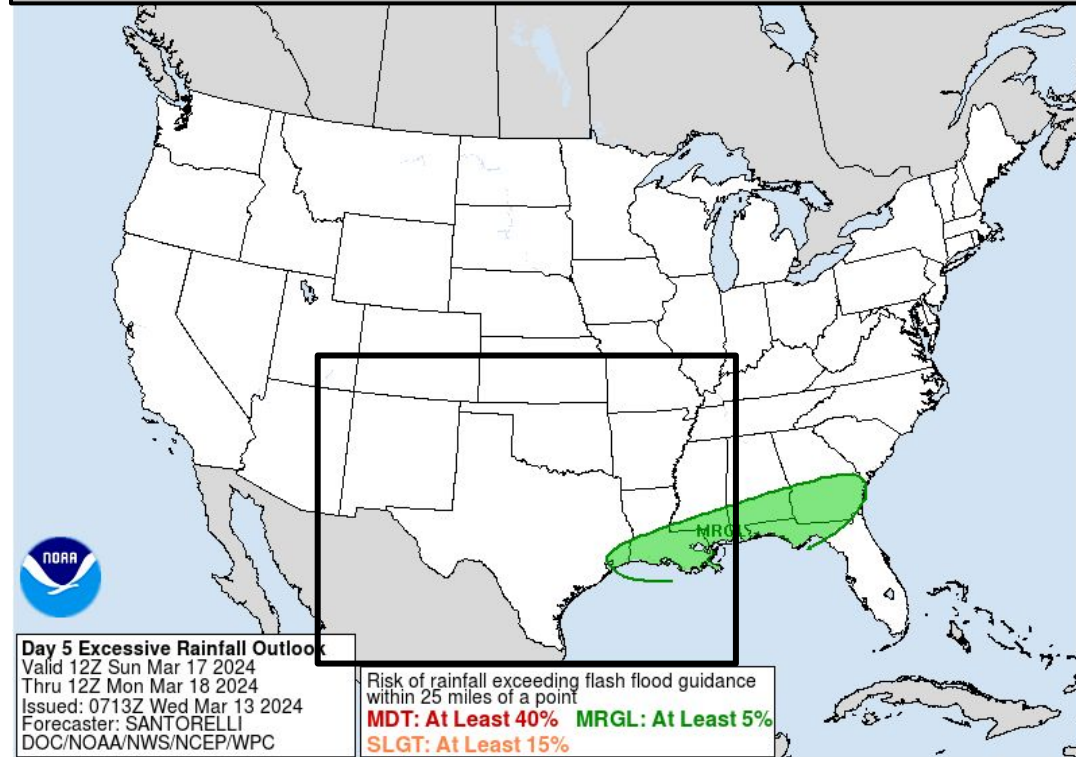 MRGL
NOAA
Day 5 Excessive Rainfall Outlook
Valid 12Z Sun Mar 17 2024
Thru 12Z Mon Mar 18 2024
Issued: 0713Z Wed Mar 13 2024
Forecaster: SANTORELLI
DOC/NOAA/NWS/NCEP/WPC
Risk of rainfall exceeding flash flood guidance
within 25 miles of a point
MDT: At Least 40% MRGL: At Least 5%
SLGT: At Least 15%